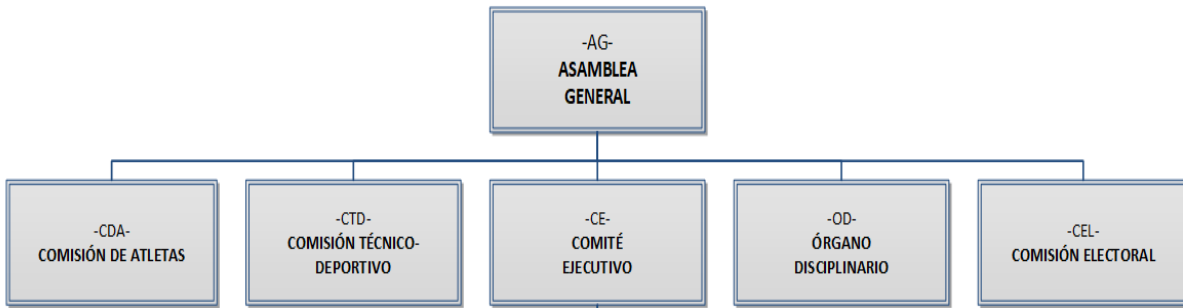 -AG-
ASAMBLEA
GENERAL
-CDA-
COMISIÓN DE ATLETAS
-CTD-
COMISIÓN TÉCNICO-
DEPORTIVO
-CE-
COMITÉ
EJECUTIVO
-OD-
ÓRGANO
DISCIPLINARIO
-CEL-
COMISIÓN ELECTORAL